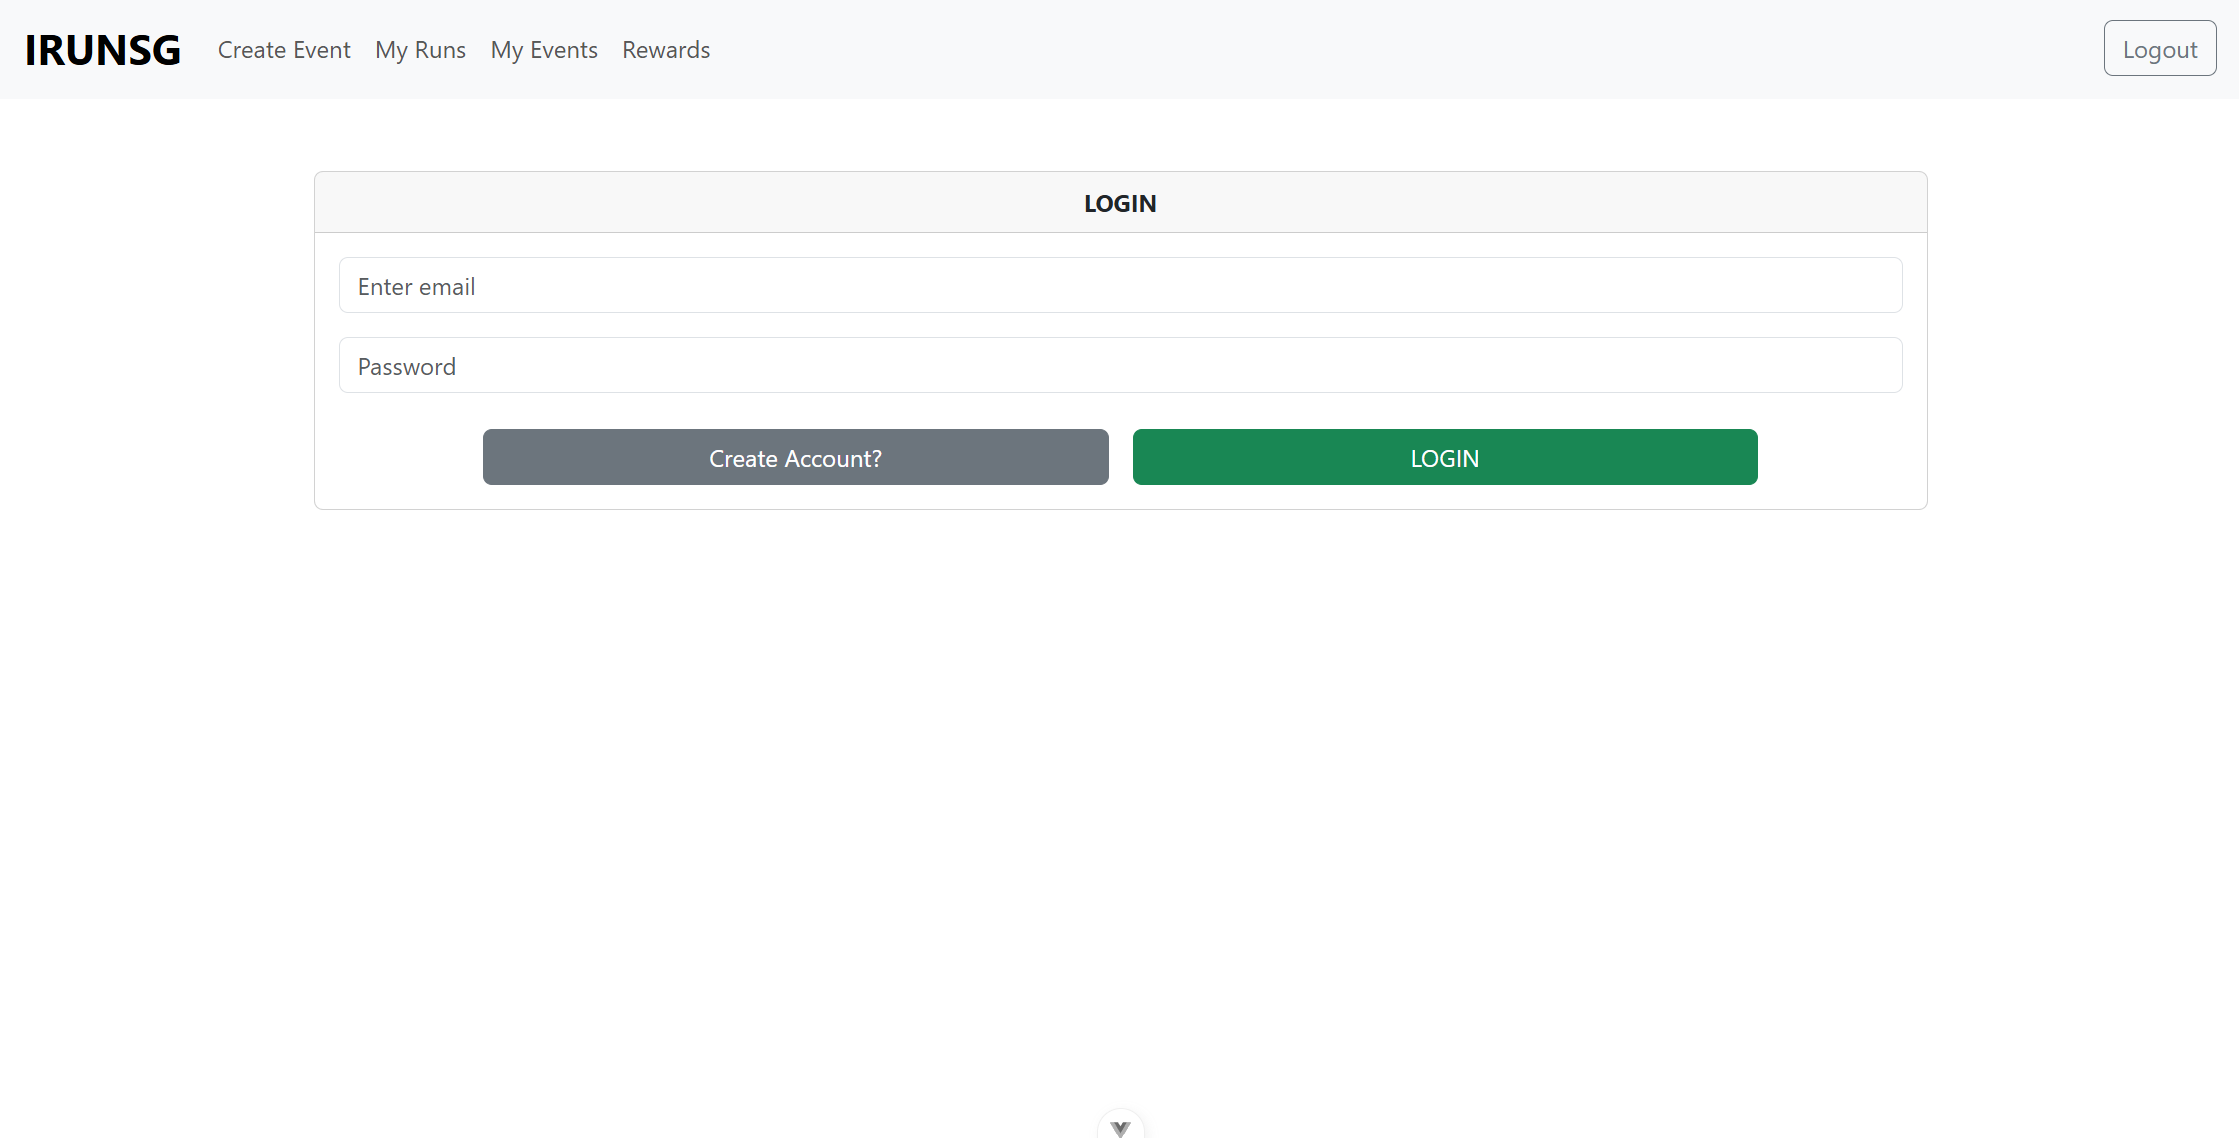 IRUNSG Create Event My Runs My Events Rewards Logout
LOGIN
Enter email
Password
Create Account? LOGIN